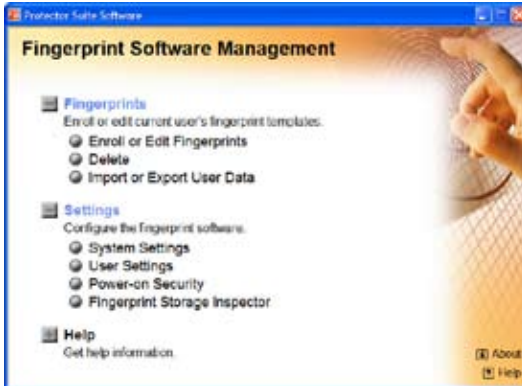 Protector Suite Software
Fingerprint Software Management
Fingerprints
Enroll or edit current user's fingerprint templates.
Enroll or Edit Fingerprints
Delete
Import or Export User Data
Settings
Configure the fingerprint software.
System Settings
User Settings
Power-on Security
Fingerprint Storage Inspector
Help
Get help information.
About
Help